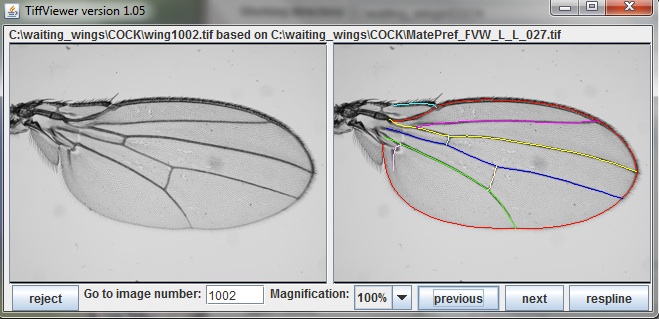 TiffViewer version 1.05
C:\waiting_wings\COCK\wing1002.tif based on C:\waiting_wings\COCK\MatePref_FVW_L_L_027.tif
reject Go to image number: 1002 Magnification: 100% previous next respline